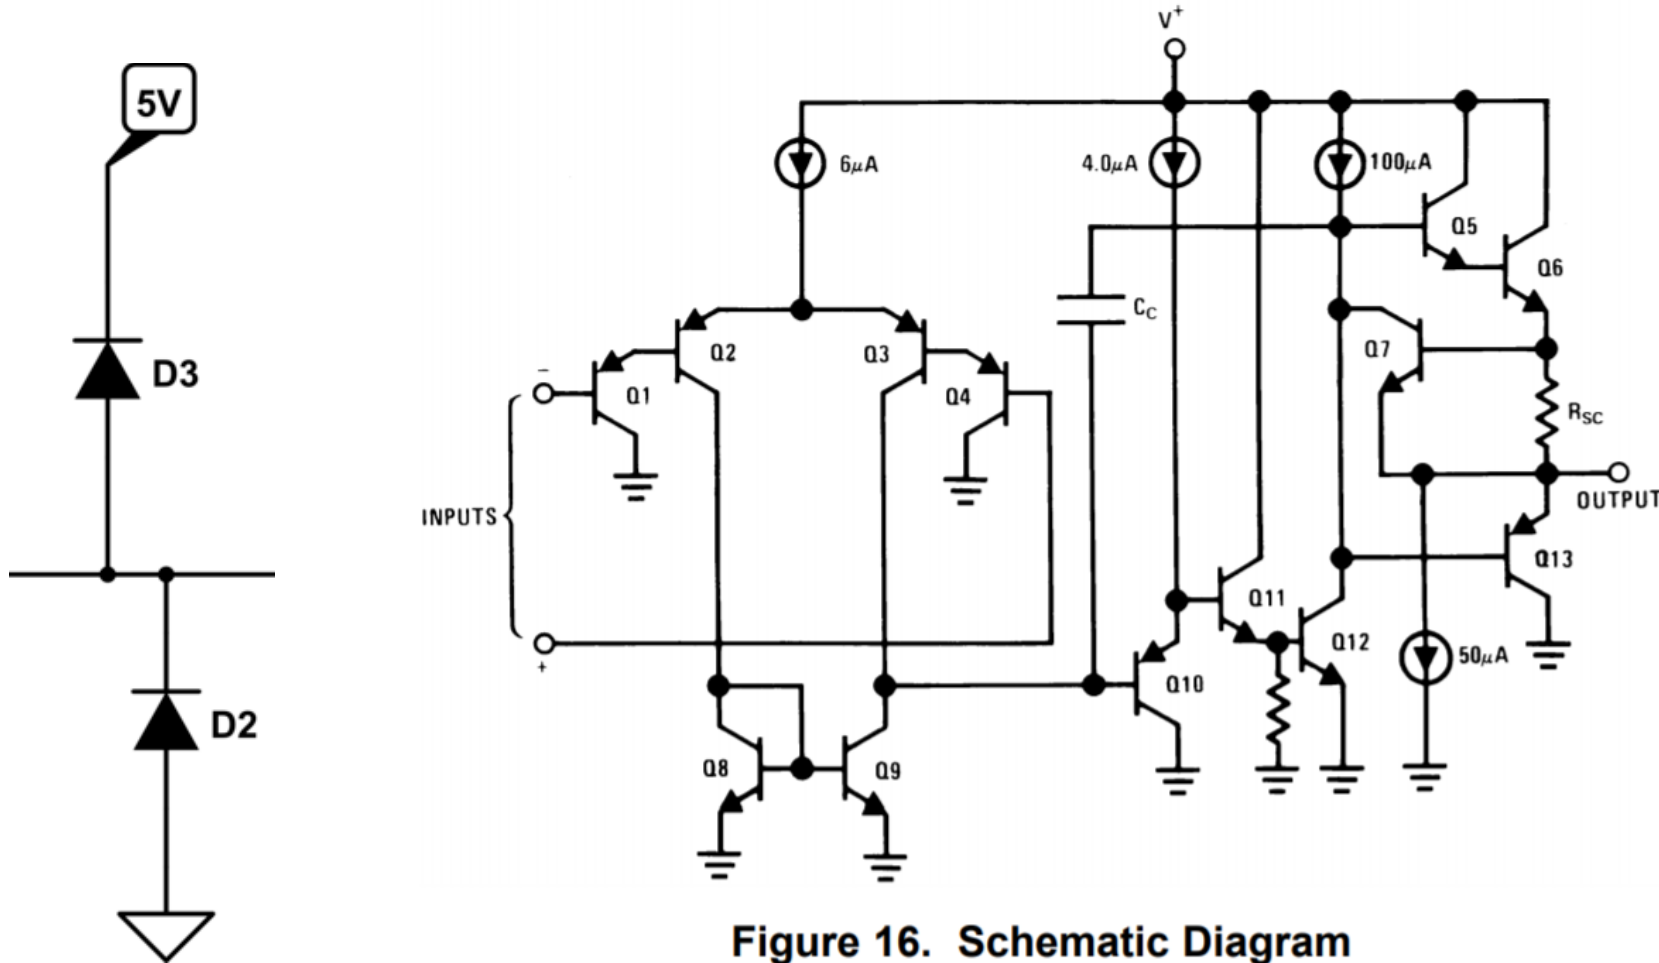 5V
D3
D2
V+
6μA
4.0μA
100μA
Q5
Q6
CC
Q2
Q3
Q7
−
Q1
Q4
RSC
INPUTS
OUTPUT
Q13
Q11
Q12
+
50μA
Q10
Q8
Q9
Figure 16. Schematic Diagram